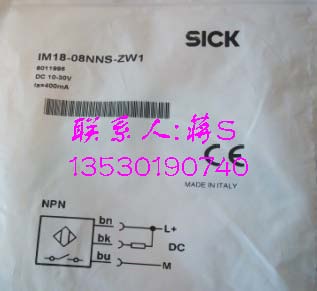 SICK
IM18-08NNS-ZW1
6011986
DC 10-30V
Ia=400mA
联系人:蒋S
13530190740
CE
MADE IN ITALY
NPN
bn
L+
bk
DC
bu
M